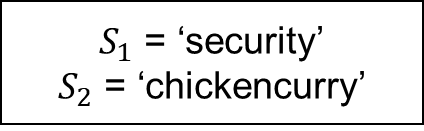 S₁ = ‘security’
S₂ = ‘chickencurry’